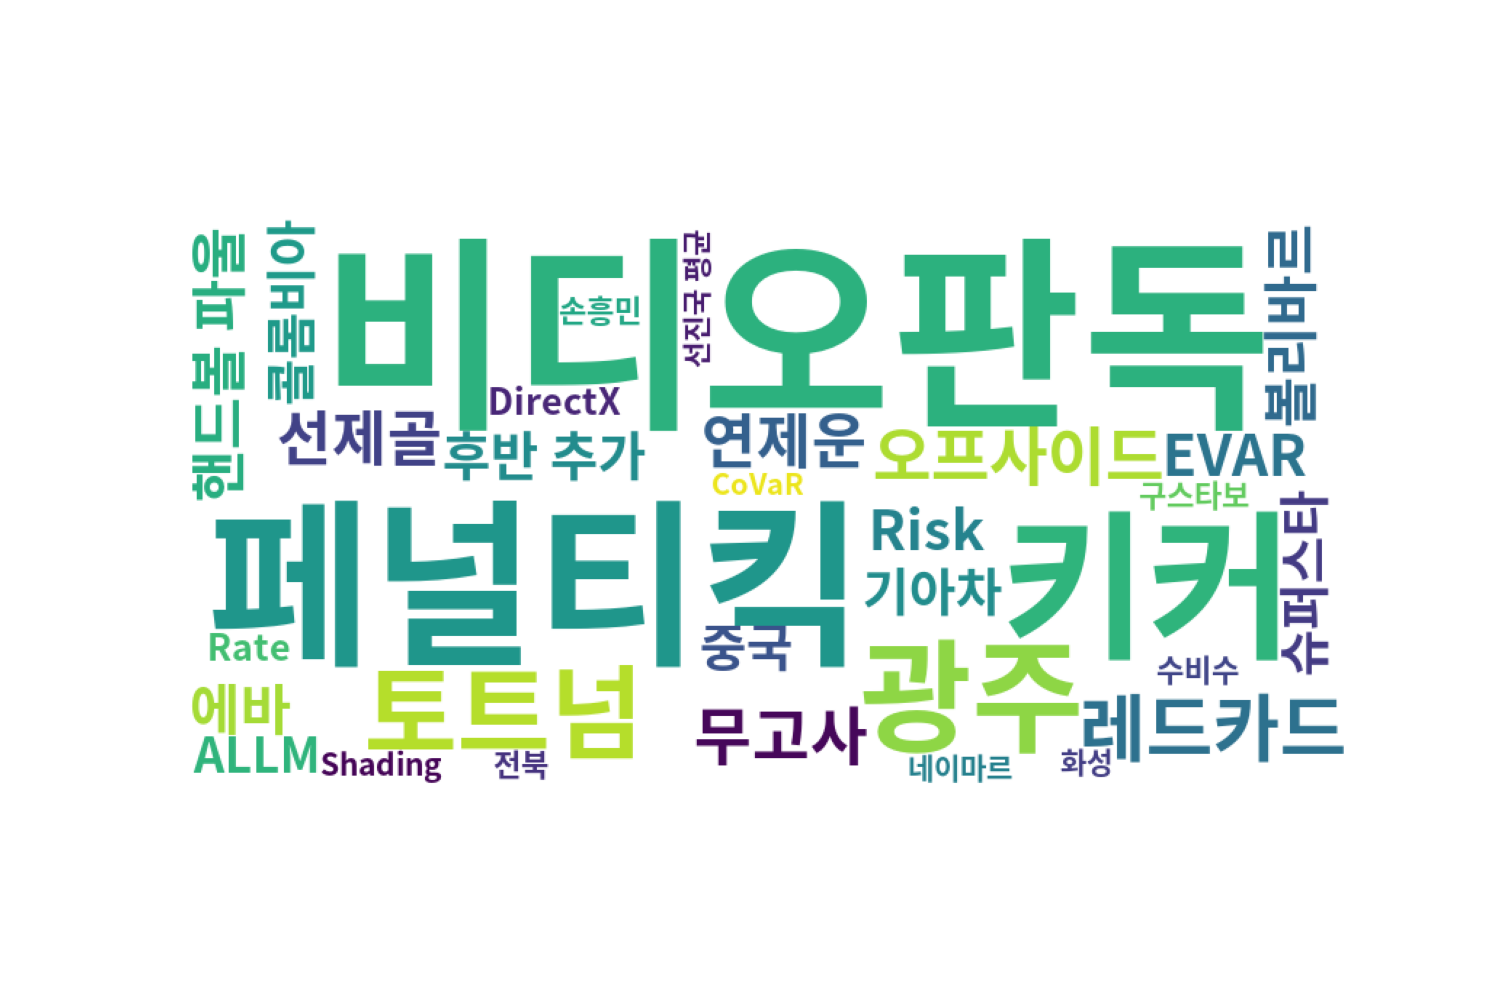 핸드볼 파울
콜롬비아
비디오판독
손흥민
선진국 평균
볼리바르
DirectX
선제골
후반 추가
연제운
CoVaR
오프사이드
EVAR
구스타보
페널티킥
Risk
기아차
키커
슈퍼스타
Rate
중국
수비수
에바
토트넘
광주
레드카드
무고사
ALLM
Shading
전북
네이마르
화성